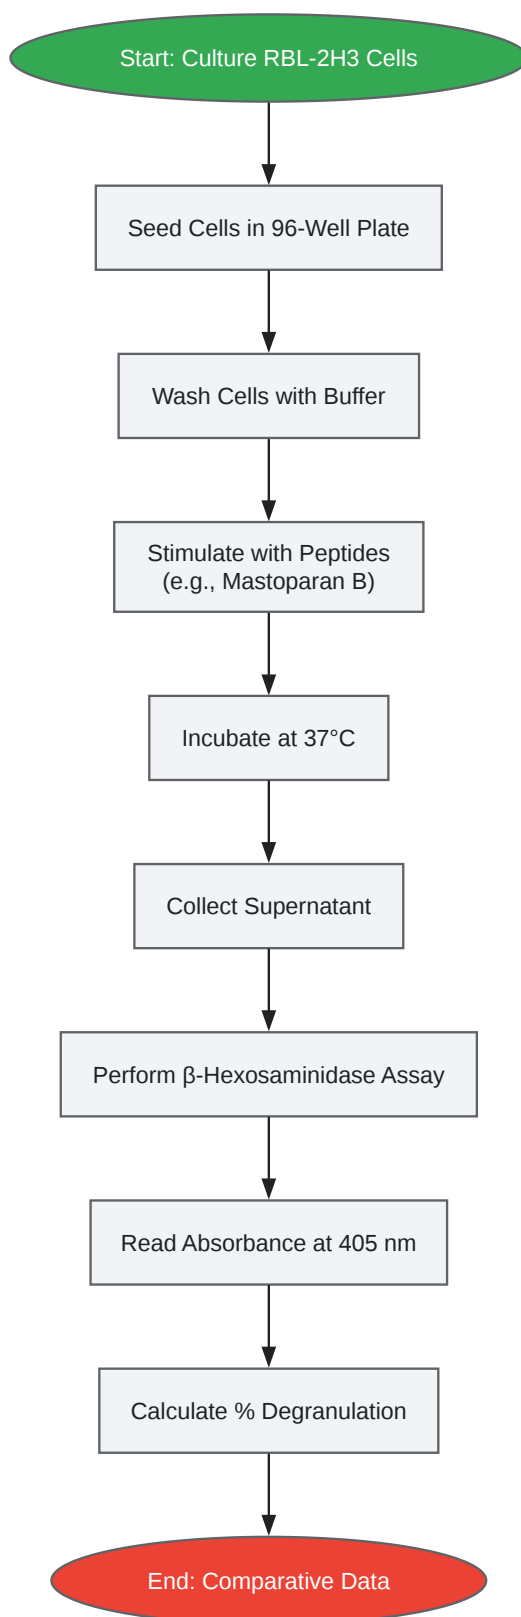 Start: Culture RBL-2H3 Cells
Seed Cells in 96-Well Plate
Wash Cells with Buffer
Stimulate with Peptides
(e.g., Mastoparan B)
Incubate at 37°C
Collect Supernatant
Perform β-Hexosaminidase Assay
Read Absorbance at 405 nm
Calculate % Degranulation
End: Comparative Data